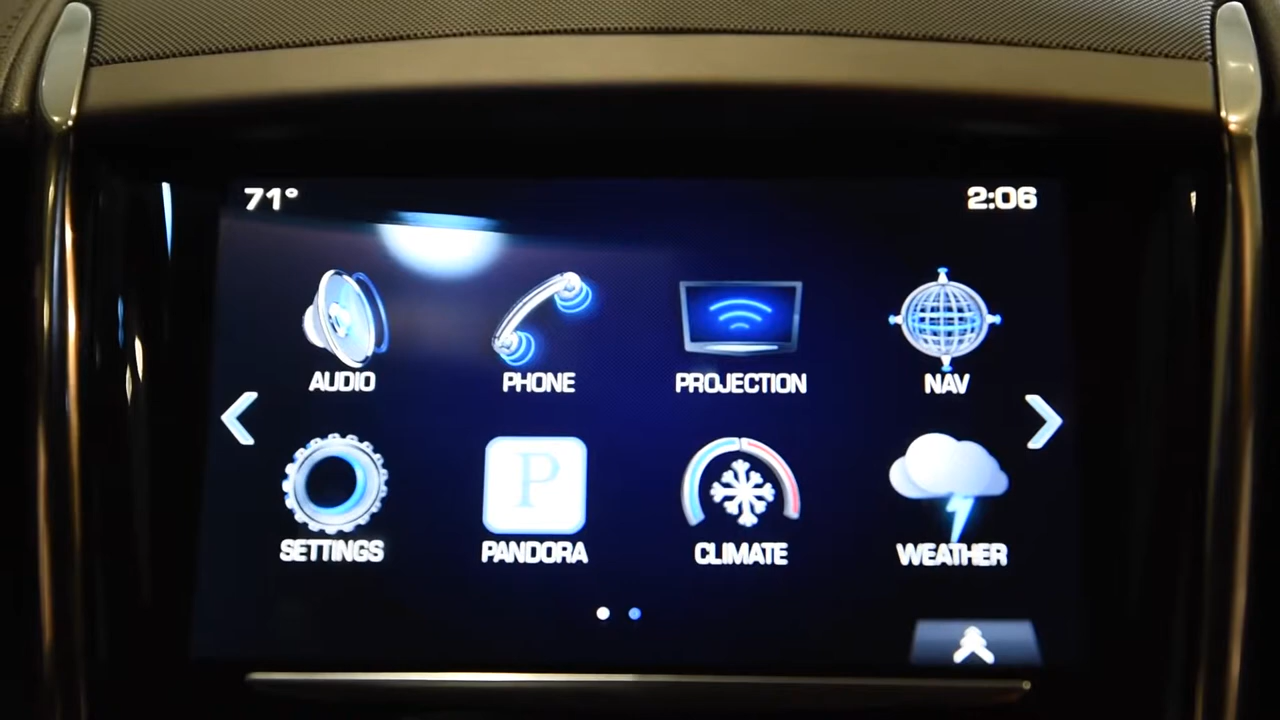 71°
2:06
AUDIO
PHONE
PROJECTION
NAV
SETTINGS
P
PANDORA
CLIMATE
WEATHER